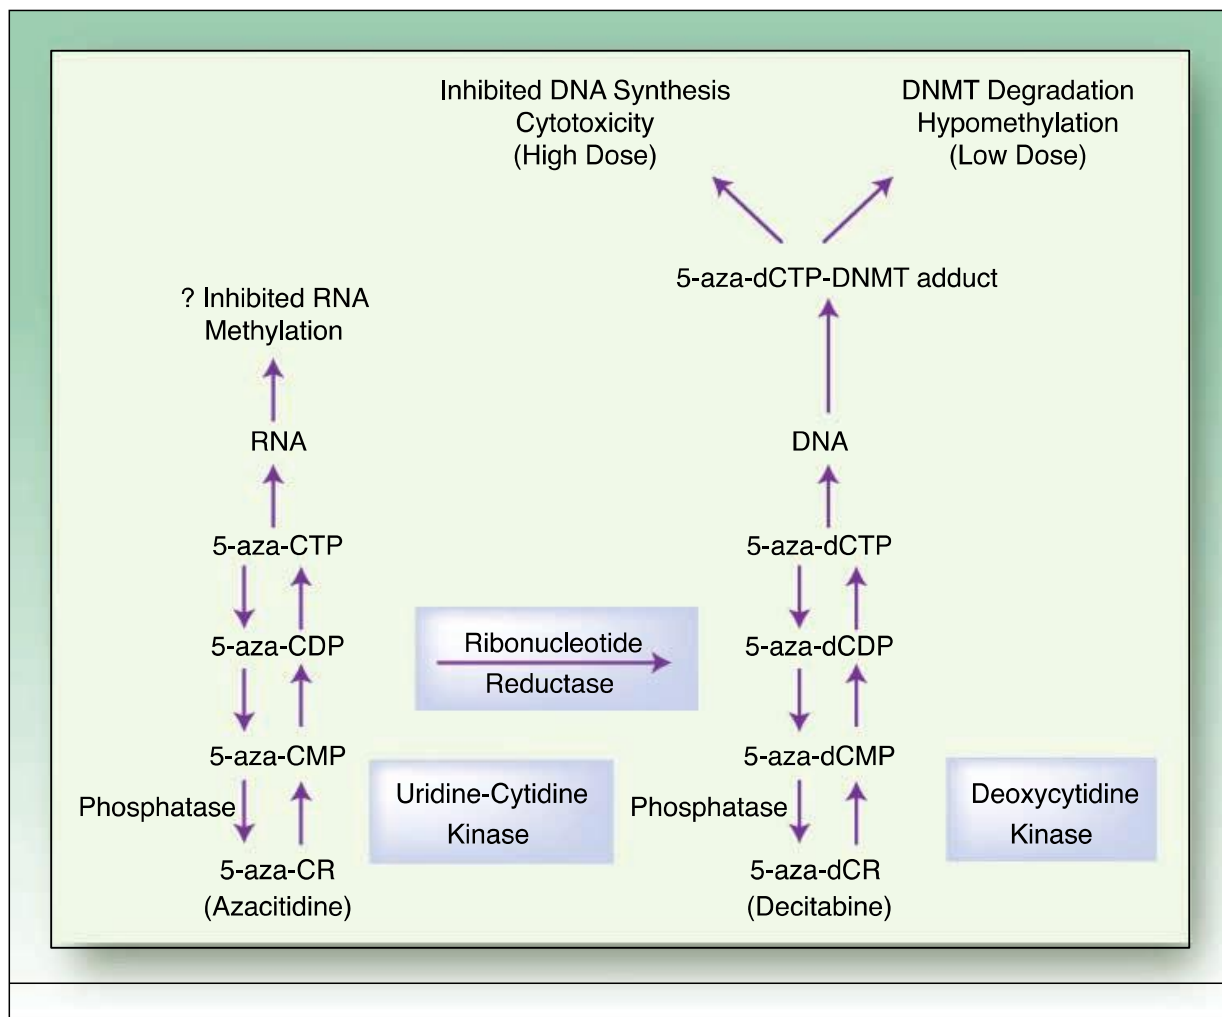 Inhibited DNA Synthesis
Cytotoxicity
(High Dose)
DNMT Degradation
Hypomethylation
(Low Dose)
5-aza-dCTP-DNMT adduct
? Inhibited RNA
Methylation
RNA
DNA
5-aza-CTP
5-aza-dCTP
5-aza-CDP
Ribonucleotide
Reductase
5-aza-dCDP
5-aza-CMP
5-aza-dCMP
Phosphatase
Uridine-Cytidine
Kinase
Phosphatase
Deoxycytidine
Kinase
5-aza-CR
(Azacitidine)
5-aza-dCR
(Decitabine)